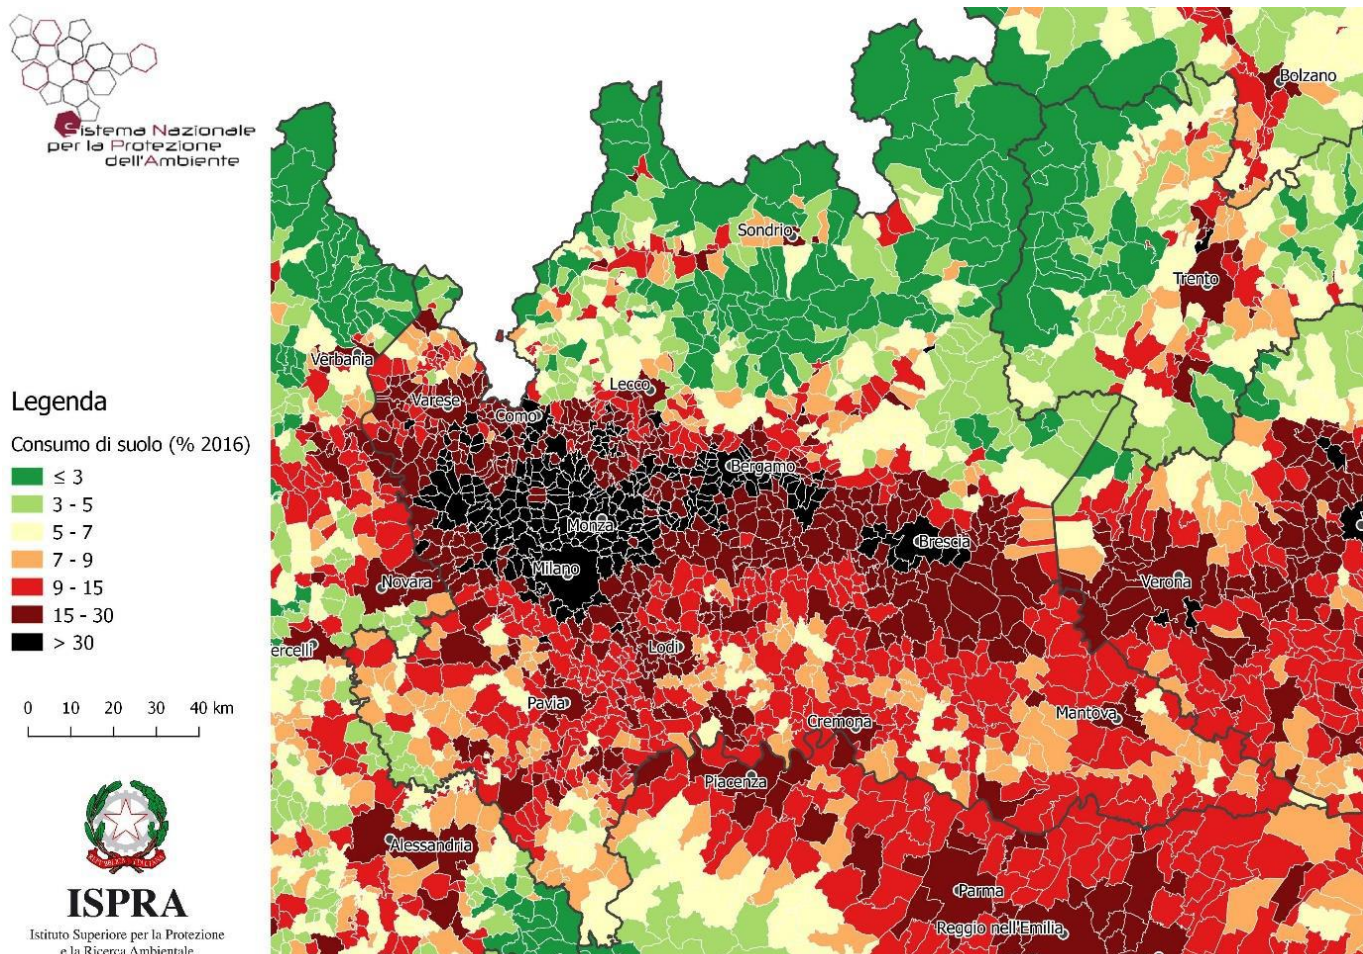 Sistema Nazionale
per la Protezione
dell'Ambiente
Legenda
Consumo di suolo (% 2016)
≤ 3
3 - 5
5 - 7
7 - 9
9 - 15
15 - 30
> 30
0 10 20 30 40 km
REPVBBLICA ITALIANA
ISPRA
Istituto Superiore per la Protezione
e la Ricerca Ambientale
Bolzano
Sondrio
Trento
Verbania
Lecco
Varese
Como
Bergamo
Monza
Brescia
Milano
Novara
Verona
ercelli
Lodi
Pavia
Mantova
Cremona
Piacenza
Alessandria
Parma
Reggio nell'Emilia